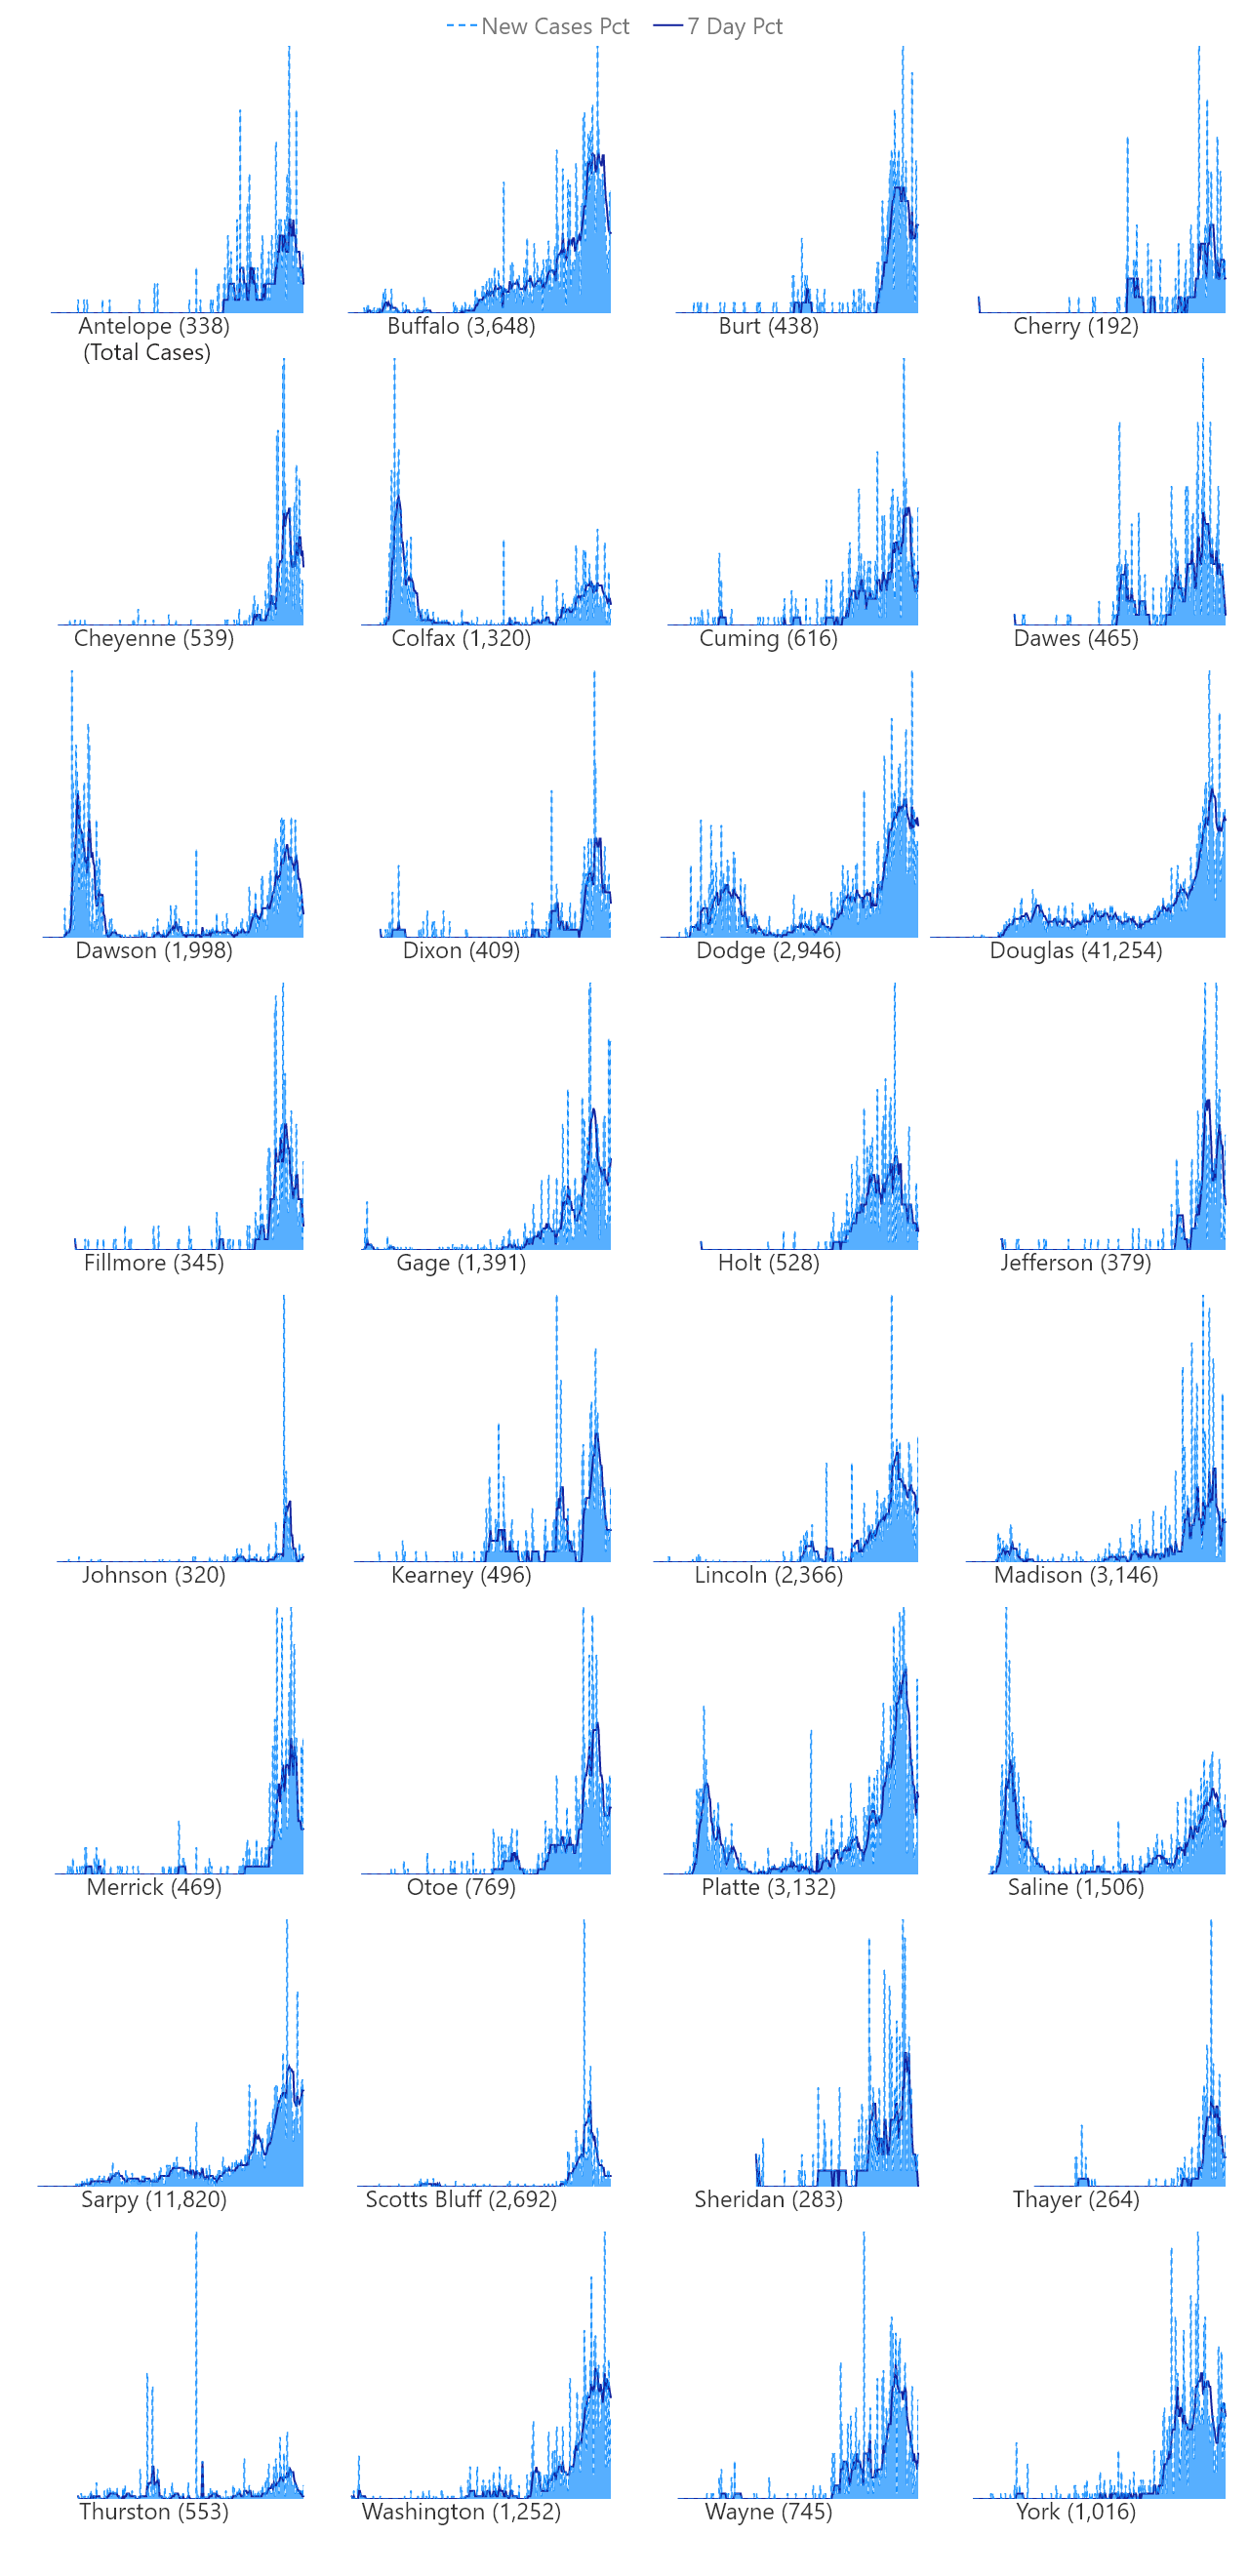 New Cases Pct 7 Day Pct
Antelope (338) Buffalo (3,648) Burt (438) Cherry (192)
(Total Cases)
Cheyenne (539) Colfax (1,320) Cuming (616) Dawes (465)
Dawson (1,998) Dixon (409) Dodge (2,946) Douglas (41,254)
Fillmore (345) Gage (1,391) Holt (528) Jefferson (379)
Johnson (320) Kearney (496) Lincoln (2,366) Madison (3,146)
Merrick (469) Otoe (769) Platte (3,132) Saline (1,506)
Sarpy (11,820) Scotts Bluff (2,692) Sheridan (283) Thayer (264)
Thurston (553) Washington (1,252) Wayne (745) York (1,016)